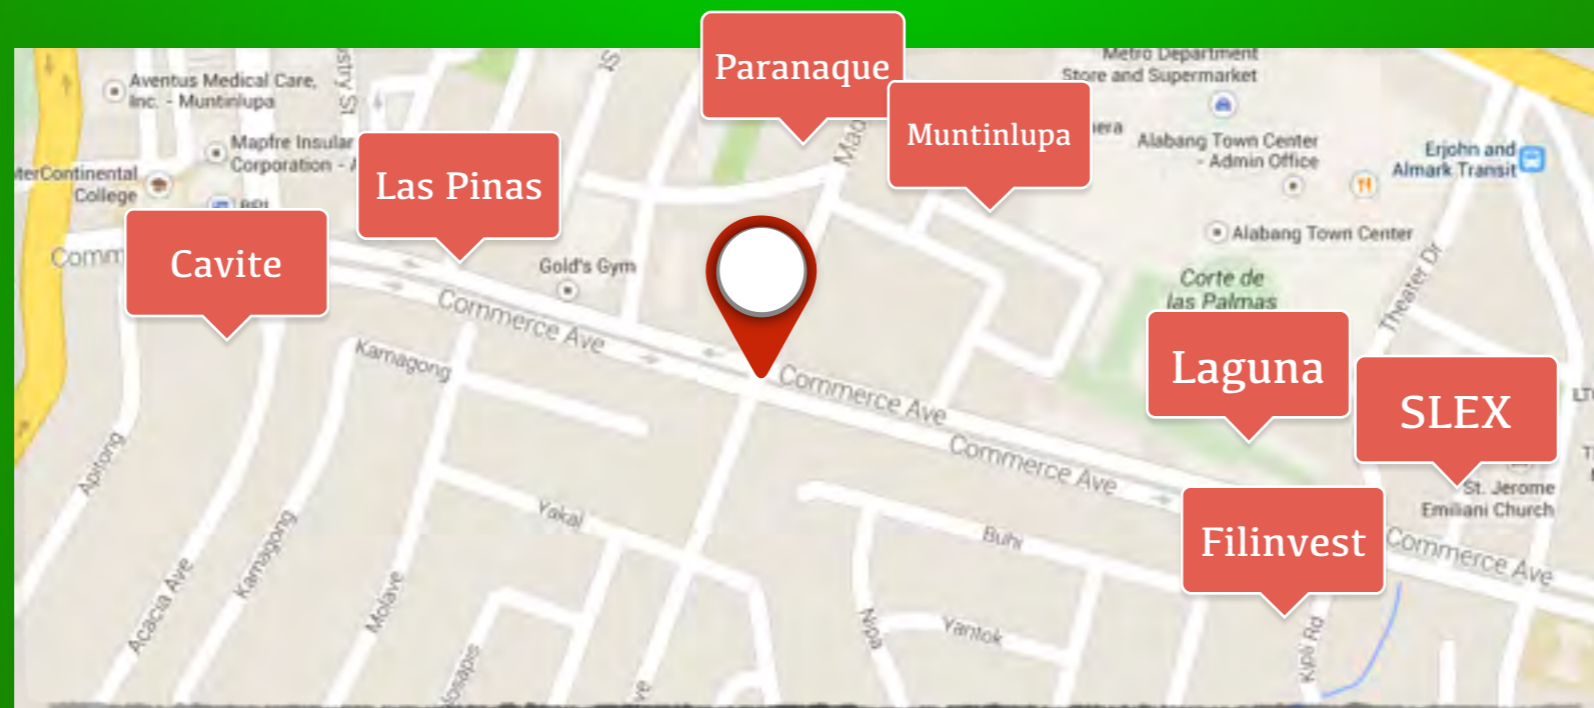 Paranaque
Metro Department
Store and Supermarket
Aventus Medical Care,
Inc. - Muntinlupa
Muntinlupa
Alabang Town Center
- Admin Office
Erjohn and
Almark Transit
Mapfre Insular
Corporation -
College
Las Pinas
BPI
Alabang Town Center
Cavite
Gold's Gym
Corte de
las Palmas
Theater Dr
Commerce Ave
Kamagong
Laguna
Commerce Ave
SLEX
Commerce Ave
St. Jerome
Emiliani Church
Apitong
Yakal
Buhi
Filinvest
Commerce Ave
Kamagong
Acacia Ave
Molave
Nipa
Yantok
Kipli Rd